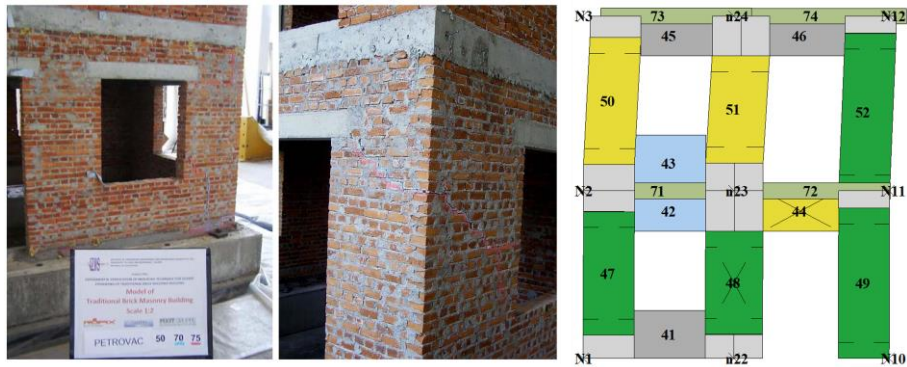 Model of
Traditional Brick Masonry Building
Scale 1:2
PETROVAC 50 70 75
N3 73 n24 74 N12
45 46
50 51 52
43
N2 71 n23 72 N11
42 44
47 48 49
41
N1 n22 N10